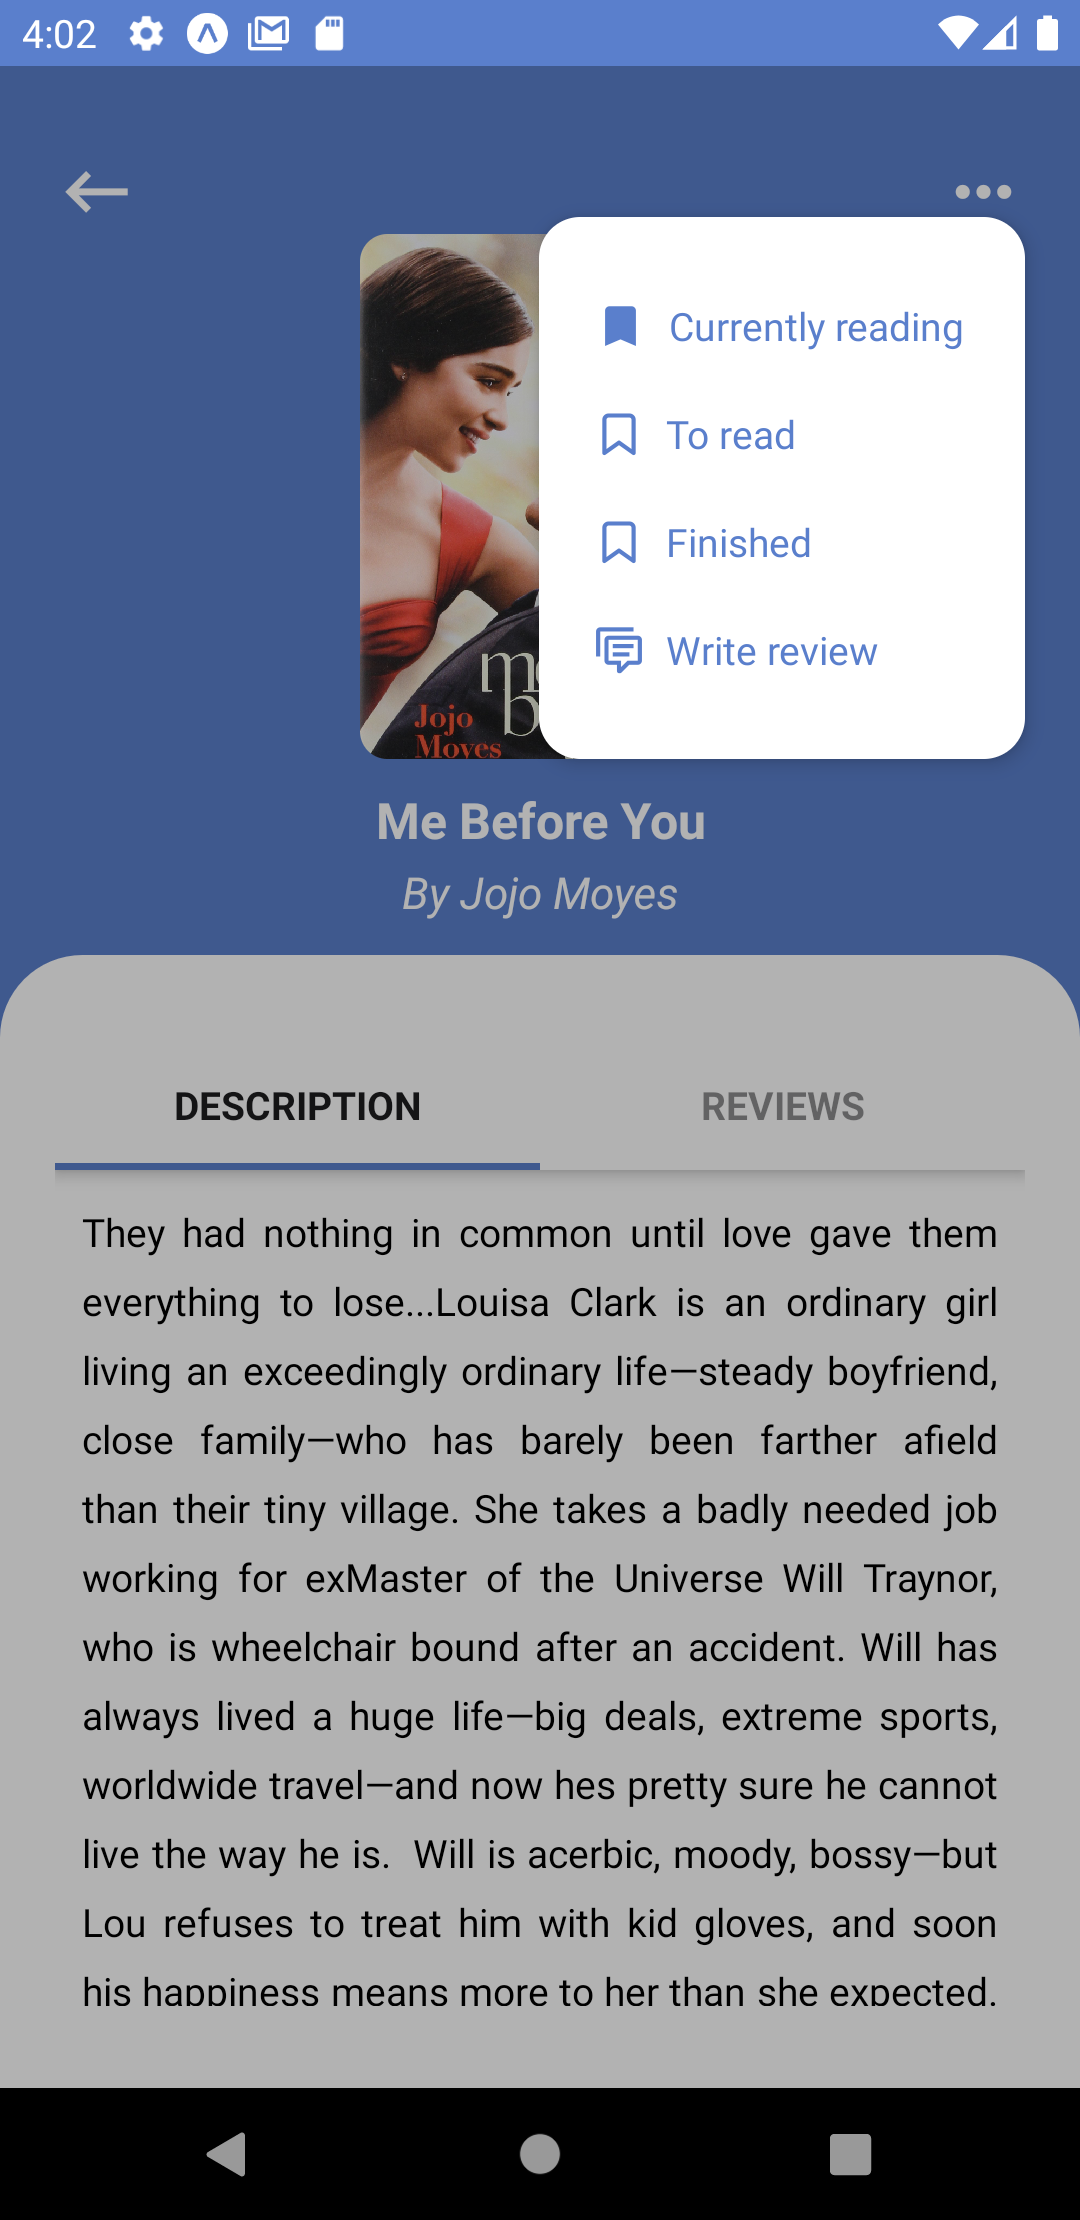 4:02
Currently reading
To read
Finished
Write review
Jojo
Moyes
Me Before You
By Jojo Moyes
DESCRIPTION
REVIEWS
They had nothing in common until love gave them
everything to lose...Louisa Clark is an ordinary girl
living an exceedingly ordinary life—steady boyfriend,
close family—who has barely been farther afield
than their tiny village. She takes a badly needed job
working for exMaster of the Universe Will Traynor,
who is wheelchair bound after an accident. Will has
always lived a huge life—big deals, extreme sports,
worldwide travel—and now hes pretty sure he cannot
live the way he is.  Will is acerbic, moody, bossy—but
Lou refuses to treat him with kid gloves, and soon
his happiness means more to her than she expected.